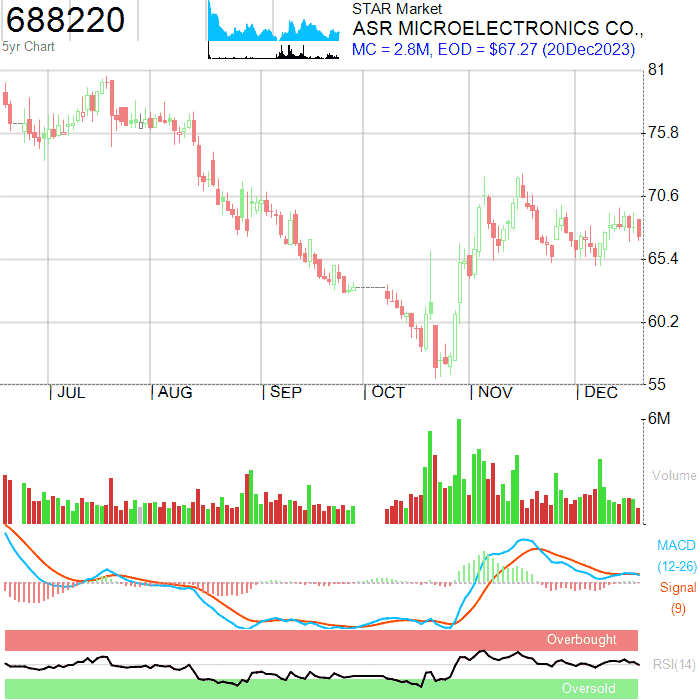 688220
5yr Chart
STAR Market
ASR MICROELECTRONICS CO.,
MC = 2.8M, EOD = $67.27 (20Dec2023)
81
75.8
70.6
65.4
60.2
55
JUL
AUG
SEP
OCT
NOV
DEC
6M
Volume
MACD
(12-26)
Signal
(9)
Overbought
RSI(14)
Oversold